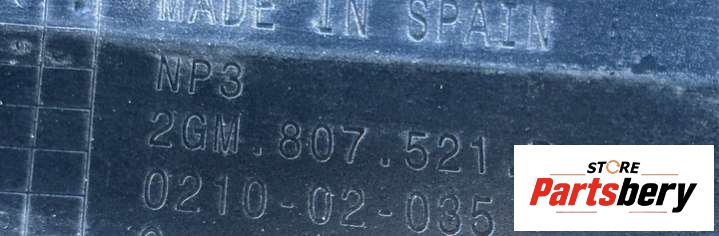 MADE IN SPAIN
NP3
2GM.807.521
0210-02-035
STORE
Partsbery